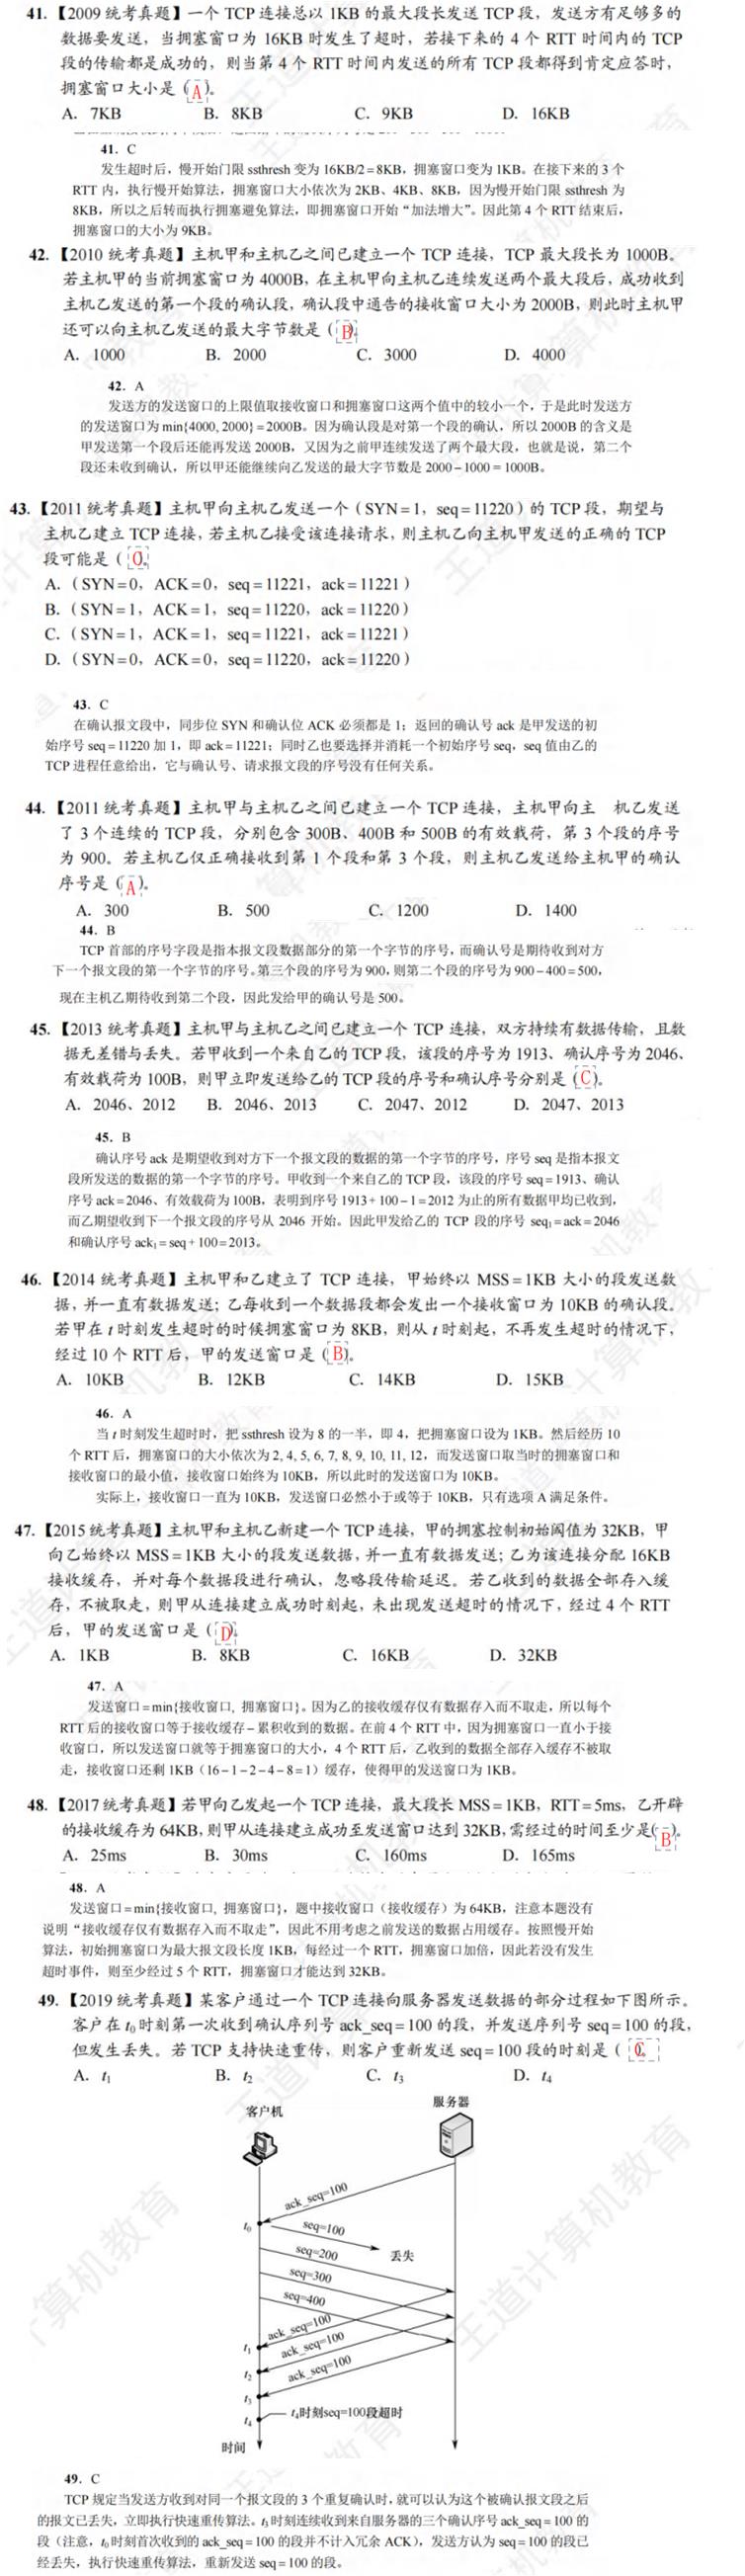 41. 【2009 统考真题】一个 TCP 连接总以 1KB 的最大段长发送 TCP 段，发送方有足够多的
数据要发送，当拥塞窗口为 16KB 时发生了超时，若接下来的 4 个 RTT 时间内的 TCP
段的传输都是成功的，则当第 4 个 RTT 时间内发送的所有 TCP 段都得到肯定应答时，
拥塞窗口大小是（A）。
A. 7KB B. 8KB C. 9KB D. 16KB
41. C
发生超时后，慢开始门限 ssthresh 变为 16KB/2 = 8KB，拥塞窗口变为 1KB。在接下来的 3 个
RTT 内，执行慢开始算法，拥塞窗口大小依次为 2KB、4KB、8KB，因为慢开始门限 ssthresh 为
8KB，所以之后转而执行拥塞避免算法，即拥塞窗口开始“加法增大”。因此第 4 个 RTT 结束后，
拥塞窗口的大小为 9KB。
42. 【2010 统考真题】主机甲和主机乙之间已建立一个 TCP 连接，TCP 最大段长为 1000B。
若主机甲的当前拥塞窗口为 4000B，在主机甲向主机乙连续发送两个最大段后，成功收到
主机乙发送的第一个段的确认段，确认段中通告的接收窗口大小为 2000B，则此时主机甲
还可以向主机乙发送的最大字节数是（B）。
A. 1000 B. 2000 C. 3000 D. 4000
42. A
发送方的发送窗口的上限值取接收窗口和拥塞窗口这两个值中的较小一个，于是此时发送方
的发送窗口为 min{4000, 2000} = 2000B。因为确认段是对第一个段的确认，所以 2000B 的含义是
甲发送第一个段后还能再发送 2000B，又因为之前甲连续发送了两个最大段，也就是说，第二个
段还未收到确认，所以甲还能继续向乙发送的最大字节数是 2000 – 1000 = 1000B。
43. 【2011 统考真题】主机甲向主机乙发送一个（SYN = 1，seq = 11220）的 TCP 段，期望与
主机乙建立 TCP 连接，若主机乙接受该连接请求，则主机乙向主机甲发送的正确的 TCP
段可能是（C）。
A.（SYN = 0，ACK = 0，seq = 11221，ack = 11221）
B.（SYN = 1，ACK = 1，seq = 11220，ack = 11220）
C.（SYN = 1，ACK = 1，seq = 11221，ack = 11221）
D.（SYN = 0，ACK = 0，seq = 11220，ack = 11220）
43. C
在确认报文段中，同步位 SYN 和确认位 ACK 必须都是 1；返回的确认号 ack 是甲发送的初
始序号 seq = 11220 加 1，即 ack = 11221；同时乙也要选择并消耗一个初始序号 seq，seq 值由乙的
TCP 进程任意给出，它与确认号、请求报文段的序号没有任何关系。
44. 【2011 统考真题】主机甲与主机乙之间已建立一个 TCP 连接，主机甲向主 机乙发送
了 3 个连续的 TCP 段，分别包含 300B、400B 和 500B 的有效载荷，第 3 个段的序号
为 900。若主机乙仅正确接收到第 1 个段和第 3 个段，则主机乙发送给主机甲的确认
序号是（A）。
A. 300 B. 500 C. 1200 D. 1400
44. B
TCP 首部的序号字段是指本报文段数据部分的第一个字节的序号，而确认号是期待收到对方
下一个报文段的第一个字节的序号。第三个段的序号为 900，则第二个段的序号为 900 – 400 = 500，
现在主机乙期待收到第二个段，因此发给甲的确认号是 500。
45. 【2013 统考真题】主机甲与主机乙之间已建立一个 TCP 连接，双方持续有数据传输，且数
据无差错与丢失。若甲收到一个来自乙的 TCP 段，该段的序号为 1913、确认序号为 2046、
有效载荷为 100B，则甲立即发送给乙的 TCP 段的序号和确认序号分别是（C）。
A. 2046、2012 B. 2046、2013 C. 2047、2012 D. 2047、2013
45. B
确认序号 ack 是期望收到对方下一个报文段的数据的第一个字节的序号，序号 seq 是指本报文
段所发送的数据的第一个字节的序号。甲收到一个来自乙的 TCP 段，该段的序号 seq = 1913、确认
序号 ack = 2046、有效载荷为 100B，表明到序号 1913 + 100 – 1 = 2012 为止的所有数据甲均已收到，
而乙期望收到下一个报文段的序号从 2046 开始。因此甲发给乙的 TCP 段的序号 seq₁ = ack = 2046
和确认序号 ack₁ = seq + 100 = 2013。
46. 【2014 统考真题】主机甲和乙建立了 TCP 连接，甲始终以 MSS = 1KB 大小的段发送数
据，并一直有数据发送；乙每收到一个数据段都会发出一个接收窗口为 10KB 的确认段。
若甲在 t 时刻发生超时的时候拥塞窗口为 8KB，则从 t 时刻起，不再发生超时的情况下，
经过 10 个 RTT 后，甲的发送窗口是（B）。
A. 10KB B. 12KB C. 14KB D. 15KB
46. A
当 t 时刻发生超时时，把 ssthresh 设为 8 的一半，即 4，把拥塞窗口设为 1KB。然后经历 10
个 RTT 后，拥塞窗口的大小依次为 2, 4, 5, 6, 7, 8, 9, 10, 11, 12，而发送窗口取当时的拥塞窗口和
接收窗口的最小值，接收窗口始终为 10KB，所以此时的发送窗口为 10KB。
实际上，接收窗口一直为 10KB，发送窗口必然小于或等于 10KB，只有选项 A 满足条件。
47. 【2015 统考真题】主机甲和主机乙新建一个 TCP 连接，甲的拥塞控制初始阈值为 32KB，甲
向乙始终以 MSS = 1KB 大小的段发送数据，并一直有数据发送；乙为该连接分配 16KB
接收缓存，并对每个数据段进行确认，忽略段传输延迟。若乙收到的数据全部存入缓
存，不被取走，则甲从连接建立成功时刻起，未出现发送超时的情况下，经过 4 个 RTT
后，甲的发送窗口是（D）。
A. 1KB B. 8KB C. 16KB D. 32KB
47. A
发送窗口 = min{接收窗口, 拥塞窗口}。因为乙的接收缓存仅有数据存入而不取走，所以每个
RTT 后的接收窗口等于接收缓存 – 累积收到的数据。在前 4 个 RTT 中，因为拥塞窗口一直小于接
收窗口，所以发送窗口就等于拥塞窗口的大小，4 个 RTT 后，乙收到的数据全部存入缓存不被取
走，接收窗口还剩 1KB（16 – 1 – 2 – 4 – 8 = 1）缓存，使得甲的发送窗口为 1KB。
48. 【2017 统考真题】若甲向乙发起一个 TCP 连接，最大段长 MSS = 1KB，RTT = 5ms，乙开辟
的接收缓存为 64KB，则甲从连接建立成功至发送窗口达到 32KB，需经过的时间至少是（B）。
A. 25ms B. 30ms C. 160ms D. 165ms
48. A
发送窗口 = min{接收窗口, 拥塞窗口}，题中接收窗口（接收缓存）为 64KB，注意本题没有
说明“接收缓存仅有数据存入而不取走”，因此不用考虑之前发送的数据占用缓存。按照慢开始
算法，初始拥塞窗口为最大报文段长度 1KB，每经过一个 RTT，拥塞窗口加倍，因此若没有发生
超时事件，则至少经过 5 个 RTT，拥塞窗口才能达到 32KB。
49. 【2019 统考真题】某客户通过一个 TCP 连接向服务器发送数据的部分过程如下图所示。
客户在 t₀ 时刻第一次收到确认序列号 ack_seq = 100 的段，并发送序列号 seq = 100 的段，
但发生丢失。若 TCP 支持快速重传，则客户重新发送 seq = 100 段的时刻是（C）。
A. t₁ B. t₂ C. t₃ D. t₄
服务器
客户机
ack_seq=100
t₀
seq=100
丢失
seq=200
seq=300
seq=400
ack_seq=100
t₁
ack_seq=100
t₂
ack_seq=100
t₃
t₄时刻seq=100段超时
t₄
时间
49. C
TCP 规定当发送方收到对同一个报文段的 3 个重复确认时，就可以认为这个被确认报文段之后
的报文已丢失，立即执行快速重传算法。t₃ 时刻连续收到来自服务器的三个确认序号 ack_seq = 100 的
段（注意，t₀ 时刻首次收到的 ack_seq = 100 的段并不计入冗余 ACK），发送方认为 seq = 100 的段已
经丢失，执行快速重传算法，重新发送 seq = 100 的段。